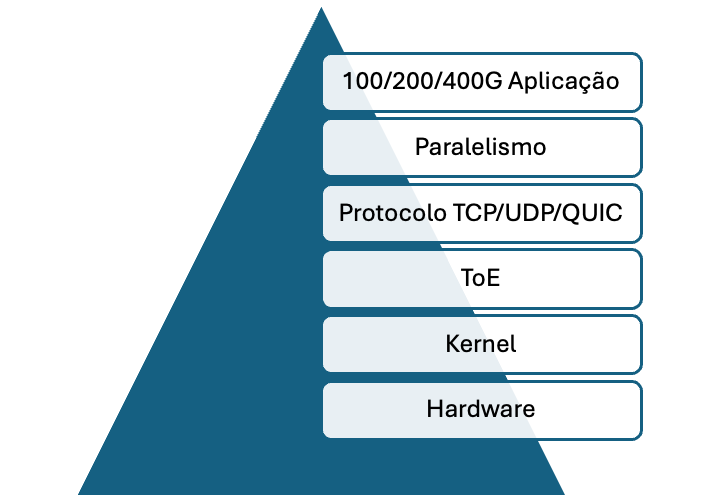 100/200/400G Aplicação
Paralelismo
Protocolo TCP/UDP/QUIC
ToE
Kernel
Hardware